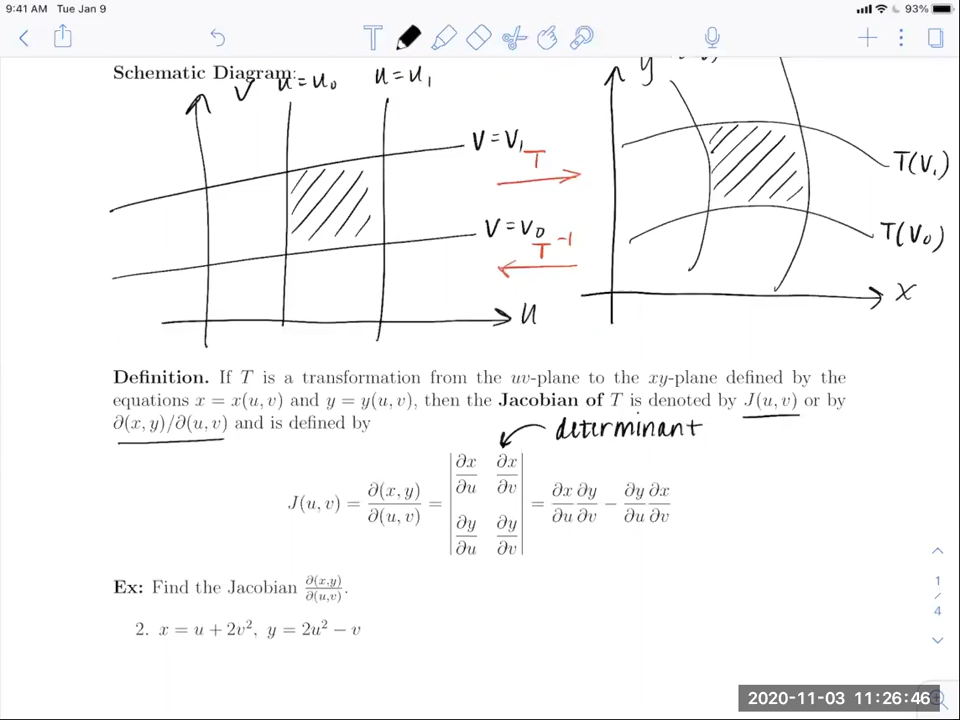 9:41 AM Tue Jan 9
93%
T
Schematic Diagram:
V
u = u₀
u = u₁
y
V = V₁
T
T(V₁)
V = V₀
T⁻¹
T(V₀)
u
x
Definition. If T is a transformation from the uv-plane to the xy-plane defined by the
equations x = x(u, v) and y = y(u, v), then the Jacobian of T is denoted by J(u, v) or by
∂(x, y)/∂(u, v) and is defined by
determinant
J(u, v) = ∂(x, y)/∂(u, v) = |∂x/∂u ∂x/∂v; ∂y/∂u ∂y/∂v| = ∂x/∂u ∂y/∂v − ∂y/∂u ∂x/∂v
Ex: Find the Jacobian ∂(x,y)/∂(u,v).
2. x = u + 2v², y = 2u² − v
1
/
4
2020-11-03 11:26:46